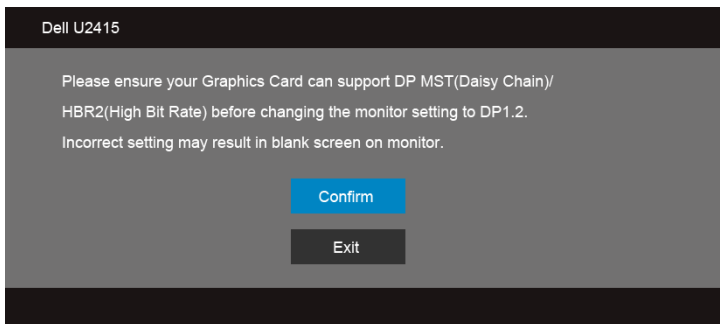 Dell U2415
Please ensure your Graphics Card can support DP MST(Daisy Chain)/
HBR2(High Bit Rate) before changing the monitor setting to DP1.2.
Incorrect setting may result in blank screen on monitor.
Confirm
Exit